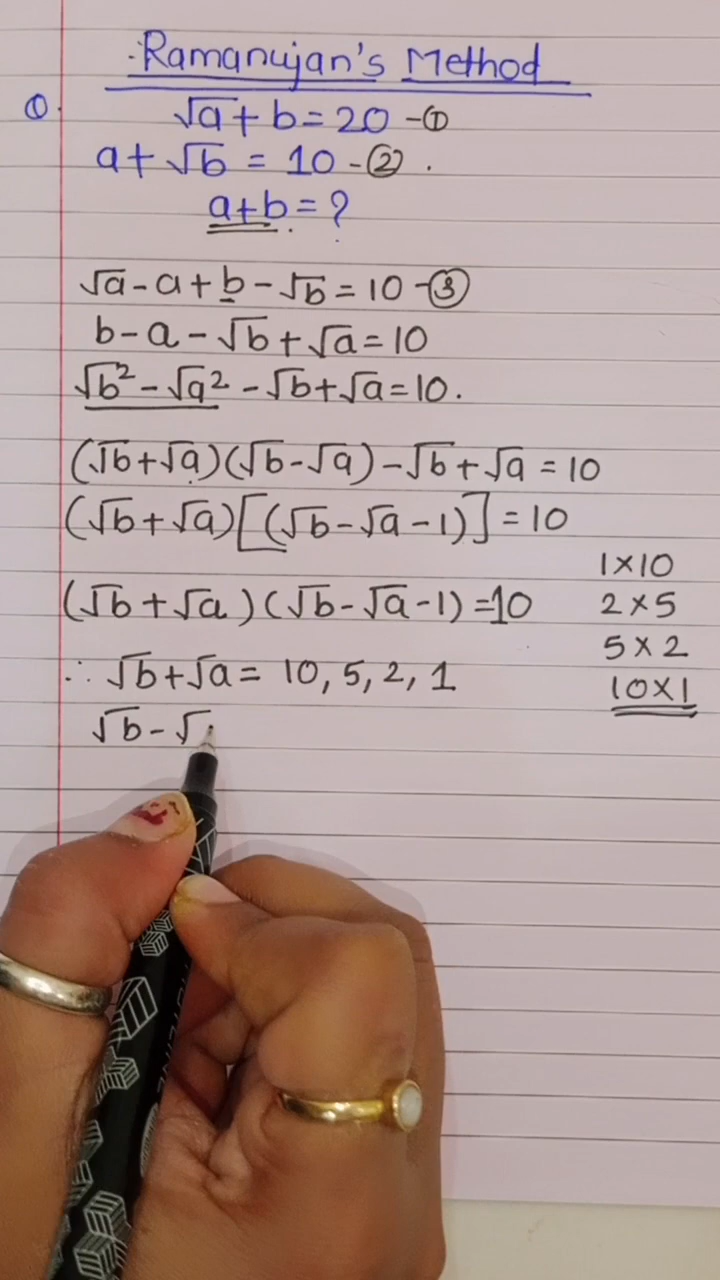 Ramanujan's Method
Q. √a + b = 20 - ①
a + √b = 10 - ② .
a+b = ?
√a - a + b - √b = 10 - ③
b - a - √b + √a = 10
√b² - √a² - √b + √a = 10.
(√b + √a)(√b - √a) - √b + √a = 10
(√b + √a)[(√b - √a - 1)] = 10
(√b + √a)(√b - √a - 1) = 10
1 × 10
2 × 5
5 × 2
10 × 1
∴ √b + √a = 10, 5, 2, 1
√b - √